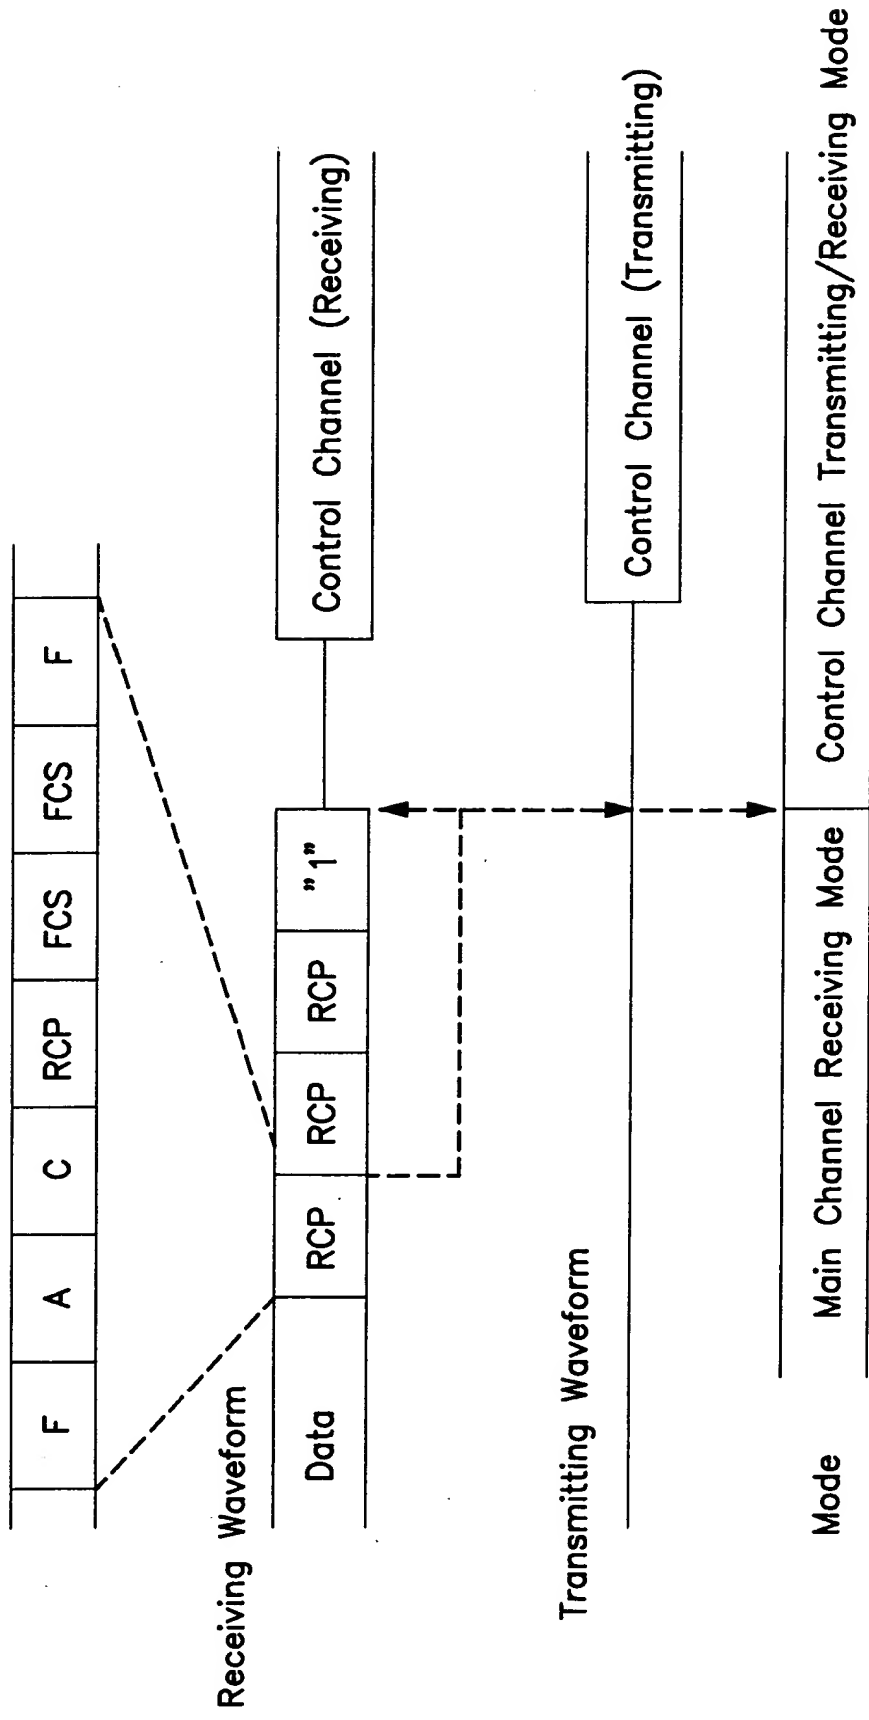 F A C RCP FCS FCS F
Receiving Waveform
Data RCP RCP RCP "1" Control Channel (Receiving)
Transmitting Waveform
Control Channel (Transmitting)
Mode Main Channel Receiving Mode Control Channel Transmitting/Receiving Mode